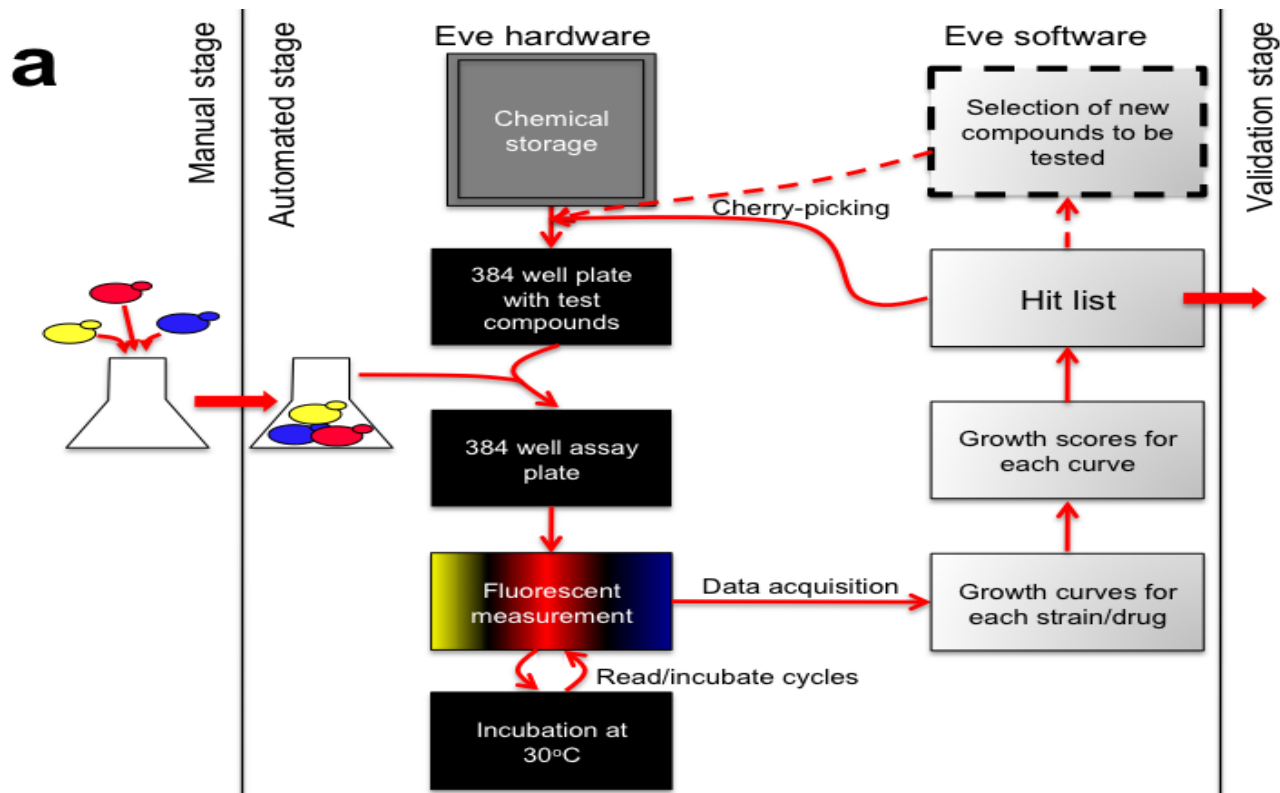 a
Manual stage
Automated stage
Eve hardware
Eve software
Validation stage
Chemical
storage
Selection of new
compounds to be
tested
Cherry-picking
384 well plate
with test
compounds
Hit list
384 well assay
plate
Growth scores for
each curve
Fluorescent
measurement
Data acquisition
Growth curves for
each strain/drug
Read/incubate cycles
Incubation at
30°C